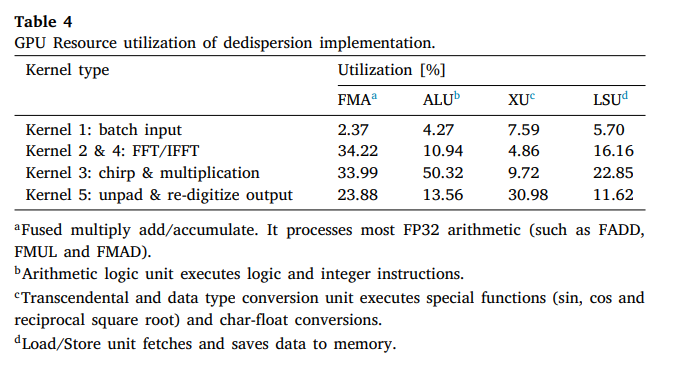 Table 4
GPU Resource utilization of dedispersion implementation.
Kernel type Utilization [%]
FMAa ALUb XUc LSUd
Kernel 1: batch input 2.37 4.27 7.59 5.70
Kernel 2 & 4: FFT/IFFT 34.22 10.94 4.86 16.16
Kernel 3: chirp & multiplication 33.99 50.32 9.72 22.85
Kernel 5: unpad & re-digitize output 23.88 13.56 30.98 11.62
aFused multiply add/accumulate. It processes most FP32 arithmetic (such as FADD,
FMUL and FMAD).
bArithmetic logic unit executes logic and integer instructions.
cTranscendental and data type conversion unit executes special functions (sin, cos and
reciprocal square root) and char-float conversions.
dLoad/Store unit fetches and saves data to memory.